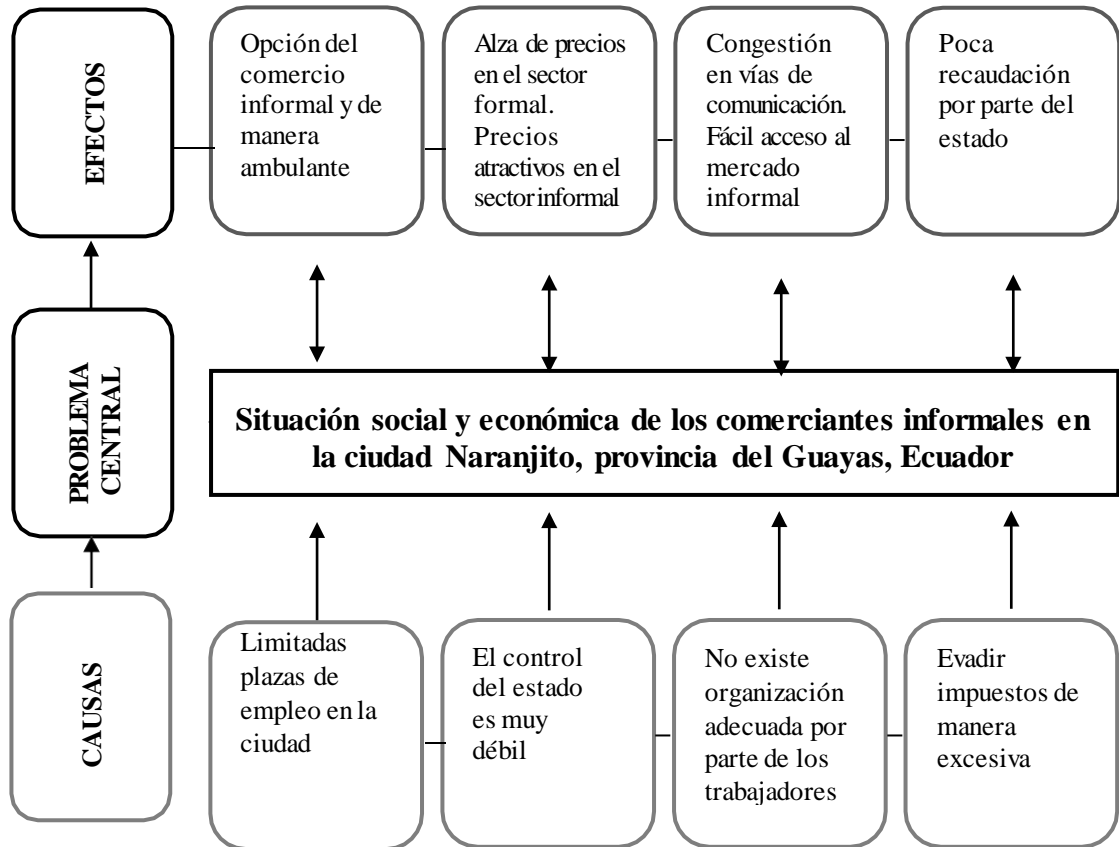 EFECTOS
Opción del
comercio
informal y de
manera
ambulante
Alza de precios
en el sector
formal.
Precios
atractivos en el
sector informal
Congestión
en vías de
comunicación.
Fácil acceso al
mercado
informal
Poca
recaudación
por parte del
estado
PROBLEMA
CENTRAL
Situación social y económica de los comerciantes informales en
la ciudad Naranjito, provincia del Guayas, Ecuador
CAUSAS
Limitadas
plazas de
empleo en la
ciudad
El control
del estado
es muy
débil
No existe
organización
adecuada por
parte de los
trabajadores
Evadir
impuestos de
manera
excesiva